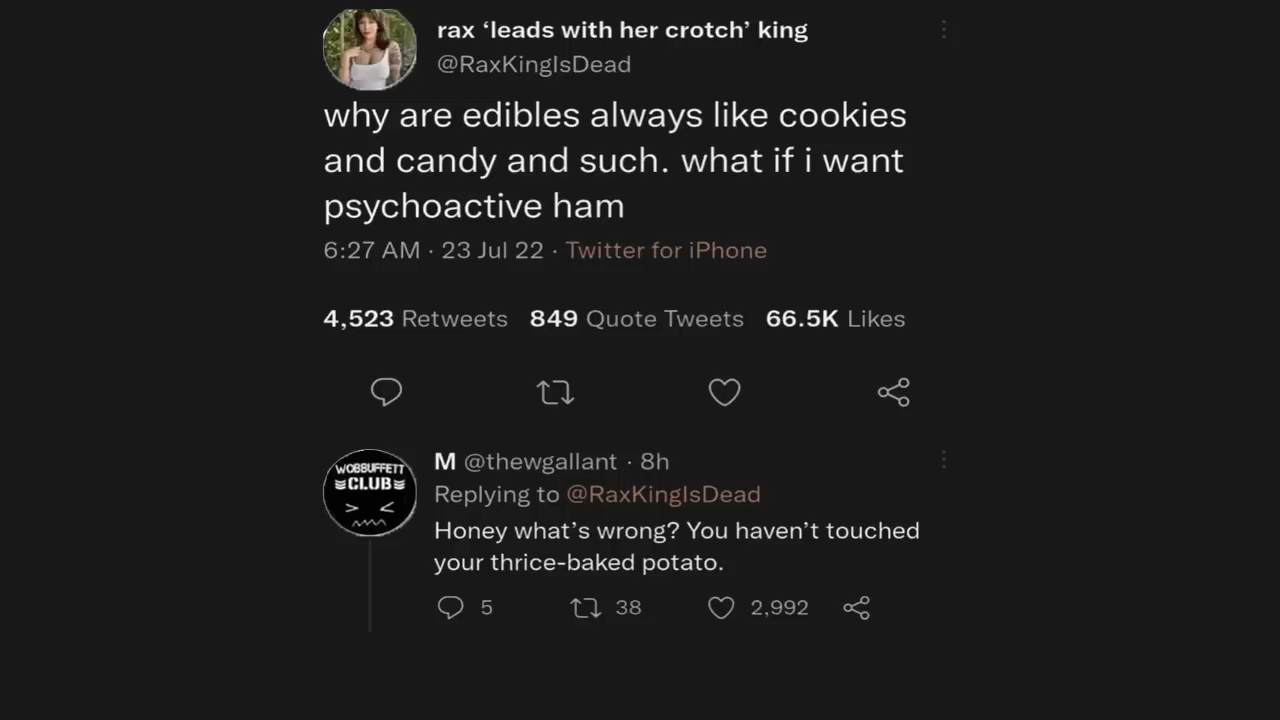 rax ‘leads with her crotch’ king
@RaxKingIsDead
why are edibles always like cookies
and candy and such. what if i want
psychoactive ham
6:27 AM · 23 Jul 22 · Twitter for iPhone
4,523 Retweets 849 Quote Tweets 66.5K Likes
WOBBUFFETT
CLUB
M @thewgallant · 8h
Replying to @RaxKingIsDead
Honey what’s wrong? You haven’t touched
your thrice-baked potato.
5 38 2,992